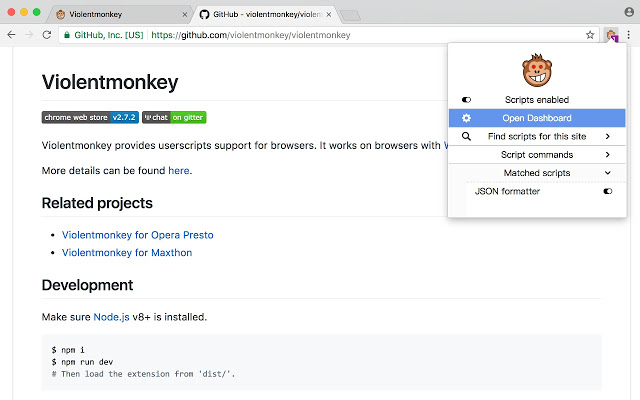 Violentmonkey
GitHub - violentmonkey/violen
GitHub, Inc. [US]
https://github.com/violentmonkey/violentmonkey
Violentmonkey
chrome web store v2.7.2
chat on gitter
Violentmonkey provides userscripts support for browsers. It works on browsers with
More details can be found here.
Related projects
Violentmonkey for Opera Presto
Violentmonkey for Maxthon
Development
Make sure Node.js v8+ is installed.
$ npm i
$ npm run dev
# Then load the extension from 'dist/'.
Scripts enabled
Open Dashboard
Find scripts for this site
Script commands
Matched scripts
JSON formatter